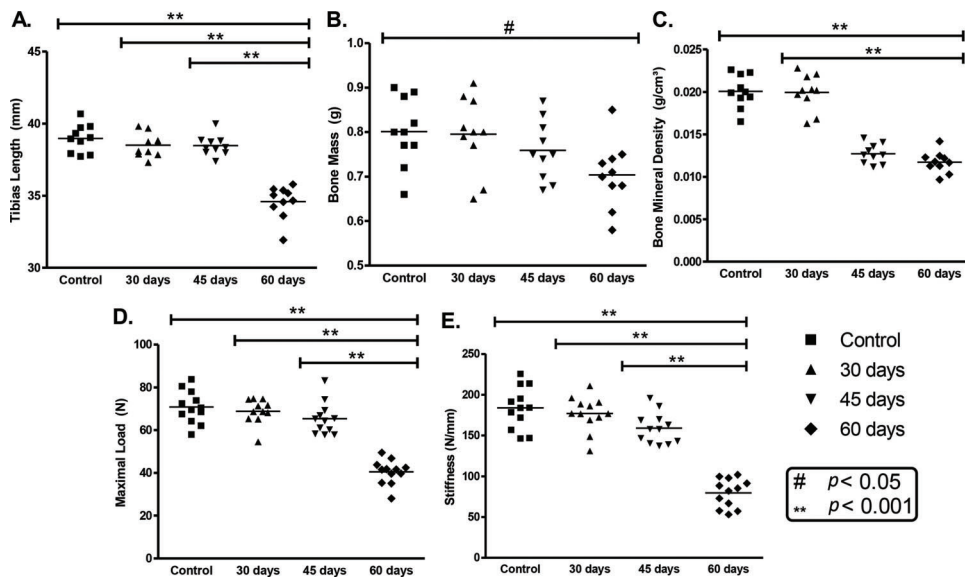 A.
**
**
**
Tibias Length (mm)
45
40
35
30
Control 30 days 45 days 60 days
B.
#
Bone Mass (g)
1.0
0.9
0.8
0.7
0.6
0.5
Control 30 days 45 days 60 days
C.
**
**
Bone Mineral Density (g/cm³)
0.025
0.020
0.015
0.010
0.005
0.000
Control 30 days 45 days 60 days
D.
**
**
**
Maximal Load (N)
100
80
60
40
20
0
Control 30 days 45 days 60 days
E.
**
**
**
Stiffness (N/mm)
250
200
150
100
50
0
Control 30 days 45 days 60 days
Control
30 days
45 days
60 days
# p< 0.05
** p< 0.001